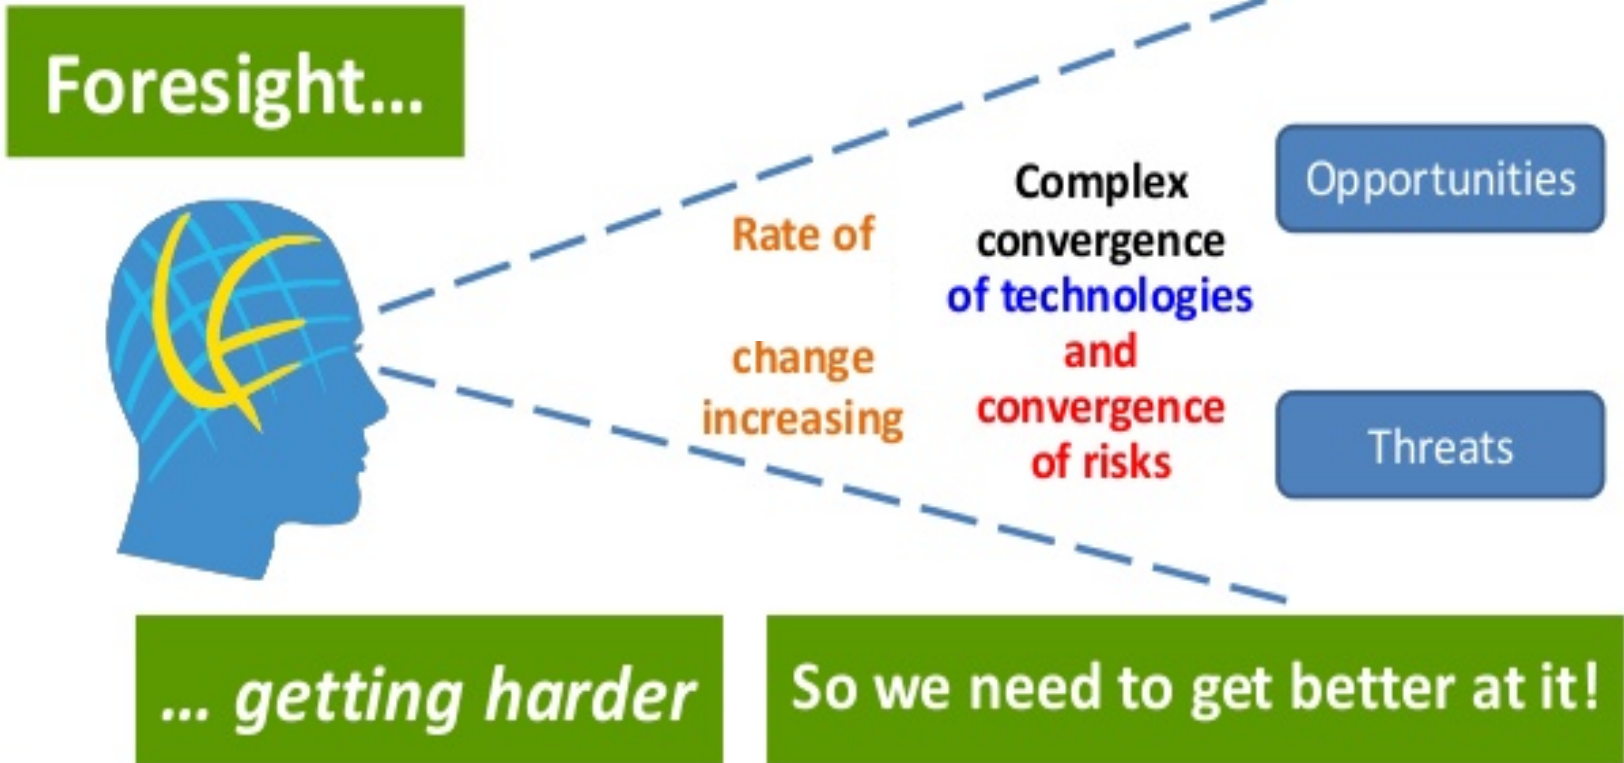 Foresight...
Rate of
change
increasing
Complex
convergence
of technologies
and
convergence
of risks
Opportunities
Threats
... getting harder
So we need to get better at it!